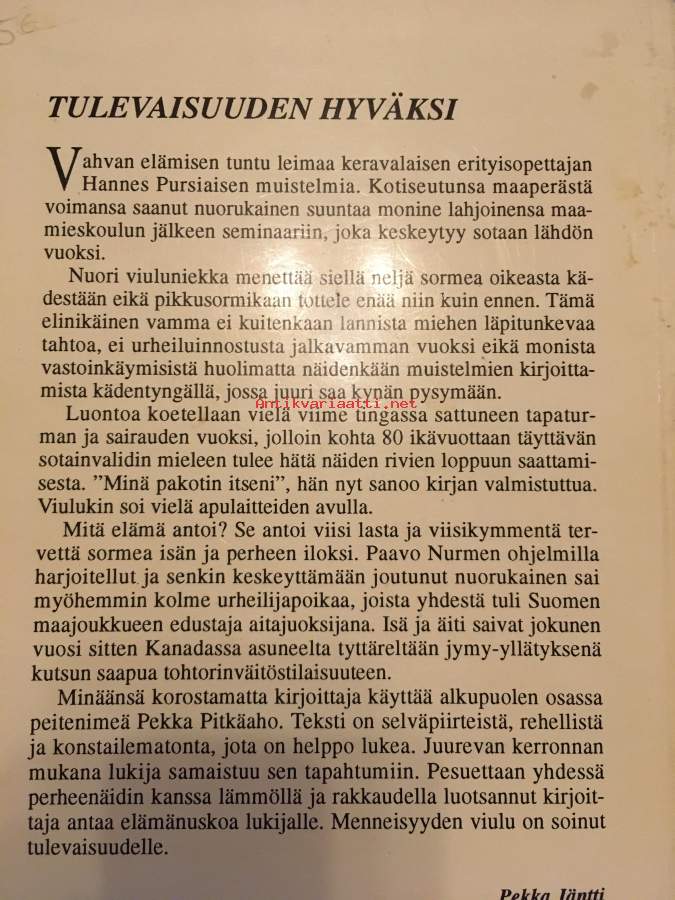 5€
TULEVAISUUDEN HYVÄKSI
Vahvan elämisen tuntu leimaa keravalaisen erityisopettajan
Hannes Pursiaisen muistelmia. Kotiseutunsa maaperästä
voimansa saanut nuorukainen suuntaa monine lahjoinensa maa-
mieskoulun jälkeen seminaariin, joka keskeytyy sotaan lähdön
vuoksi.
Nuori viuluniekka menettää siellä neljä sormea oikeasta kä-
destään eikä pikkusormikaan tottele enää niin kuin ennen. Tämä
elinikäinen vamma ei kuitenkaan lannista miehen läpitunkevaa
tahtoa, ei urheiluinnostusta jalkavamman vuoksi eikä monista
vastoinkäymisistä huolimatta näidenkään muistelmien kirjoitta-
mista kädentyngällä, jossa juuri saa kynän pysymään.
Antikvariaatti.net
Luontoa koetellaan vielä viime tingassa sattuneen tapatur-
man ja sairauden vuoksi, jolloin kohta 80 ikävuottaan täyttävän
sotainvalidin mieleen tulee hätä näiden rivien loppuun saattami-
sesta. ”Minä pakotin itseni”, hän nyt sanoo kirjan valmistuttua.
Viulukin soi vielä apulaitteiden avulla.
Mitä elämä antoi? Se antoi viisi lasta ja viisikymmentä ter-
vettä sormea isän ja perheen iloksi. Paavo Nurmen ohjelmilla
harjoitellut ja senkin keskeyttämään joutunut nuorukainen sai
myöhemmin kolme urheilijapoikaa, joista yhdestä tuli Suomen
maajoukkueen edustaja aitajuoksijana. Isä ja äiti saivat jokunen
vuosi sitten Kanadassa asuneelta tyttäreltään jymy-yllätyksenä
kutsun saapua tohtorinväitöstilaisuuteen.
Minäänsä korostamatta kirjoittaja käyttää alkupuolen osassa
peitenimeä Pekka Pitkäaho. Teksti on selväpiirteistä, rehellistä
ja konstailematonta, jota on helppo lukea. Juurevan kerronnan
mukana lukija samaistuu sen tapahtumiin. Pesuettaan yhdessä
perheenäidin kanssa lämmöllä ja rakkaudella luotsannut kirjoit-
taja antaa elämänuskoa lukijalle. Menneisyyden viulu on soinut
tulevaisuudelle.
Pekka Jäntti